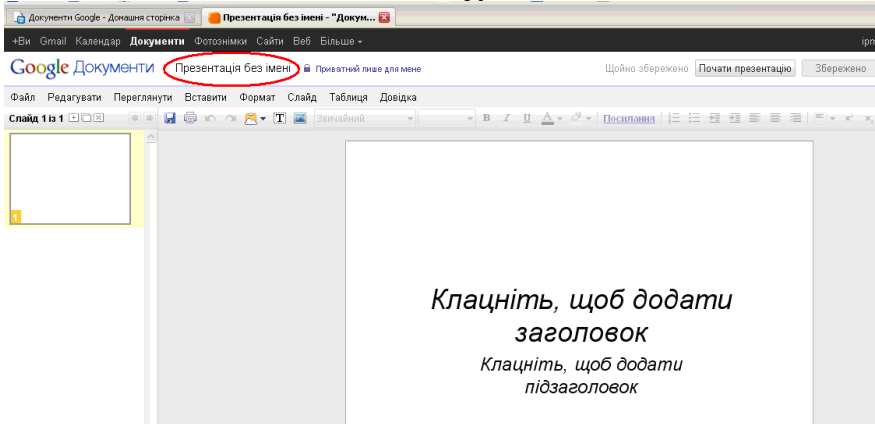 Документи Google - Домашня сторінка
Презентація без імені - "Докум...
+Ви Gmail Календар Документи Фотознімки Сайти Веб Більше
Google Документи Презентація без імені Приватний лише для мене Щойно збережено Почати презентацію Збережено
Файл Редагувати Переглянути Вставити Формат Слайд Таблиця Довідка
Слайд 1 із 1 Звичайний B I U A Посилання
1
Клацніть, щоб додати
заголовок
Клацніть, щоб додати
підзаголовок